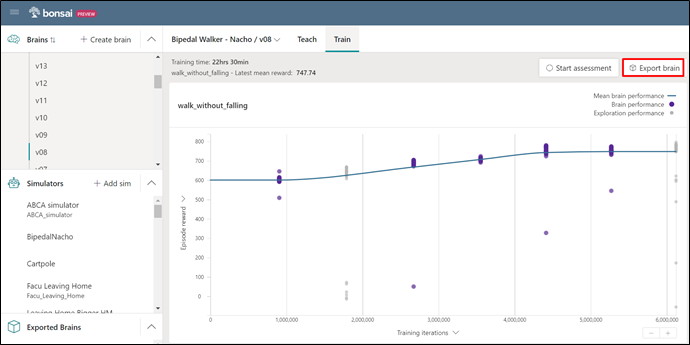 bonsai PREVIEW
Brains
Create brain
v13
v12
v11
v10
v09
v08
Simulators
Add sim
ABCA simulator
ABCA_simulator
BipedalNacho
Cartpole
Facu Leaving Home
Facu_Leaving_Home
Leaving Home Bigger HM
Exported Brains
Bipedal Walker - Nacho / v08
Teach
Train
Training time: 22hrs 30min
walk_without_falling - Latest mean reward: 747.74
Start assessment
Export brain
Mean brain performance
Brain performance
Exploration performance
walk_without_falling
Episode reward
800
700
600
500
400
300
200
100
0
0
1,000,000
2,000,000
3,000,000
4,000,000
5,000,000
6,000,000
Training iterations